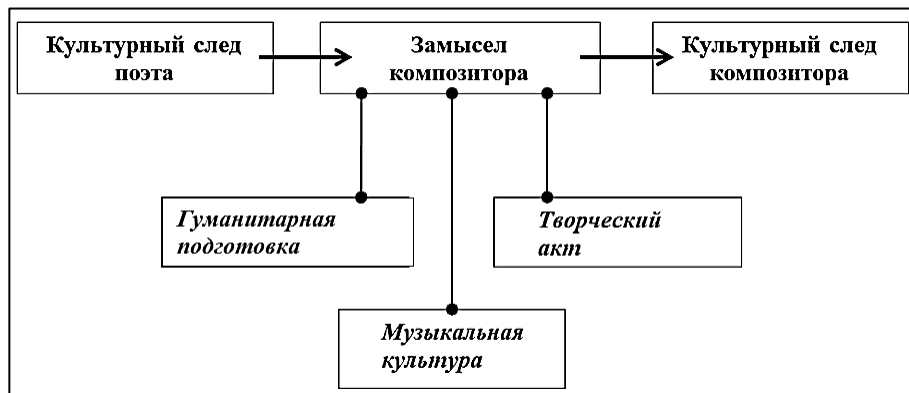 Культурный след
поэта
Замысел
композитора
Культурный след
композитора
Гуманитарная
подготовка
Творческий
акт
Музыкальная
культура